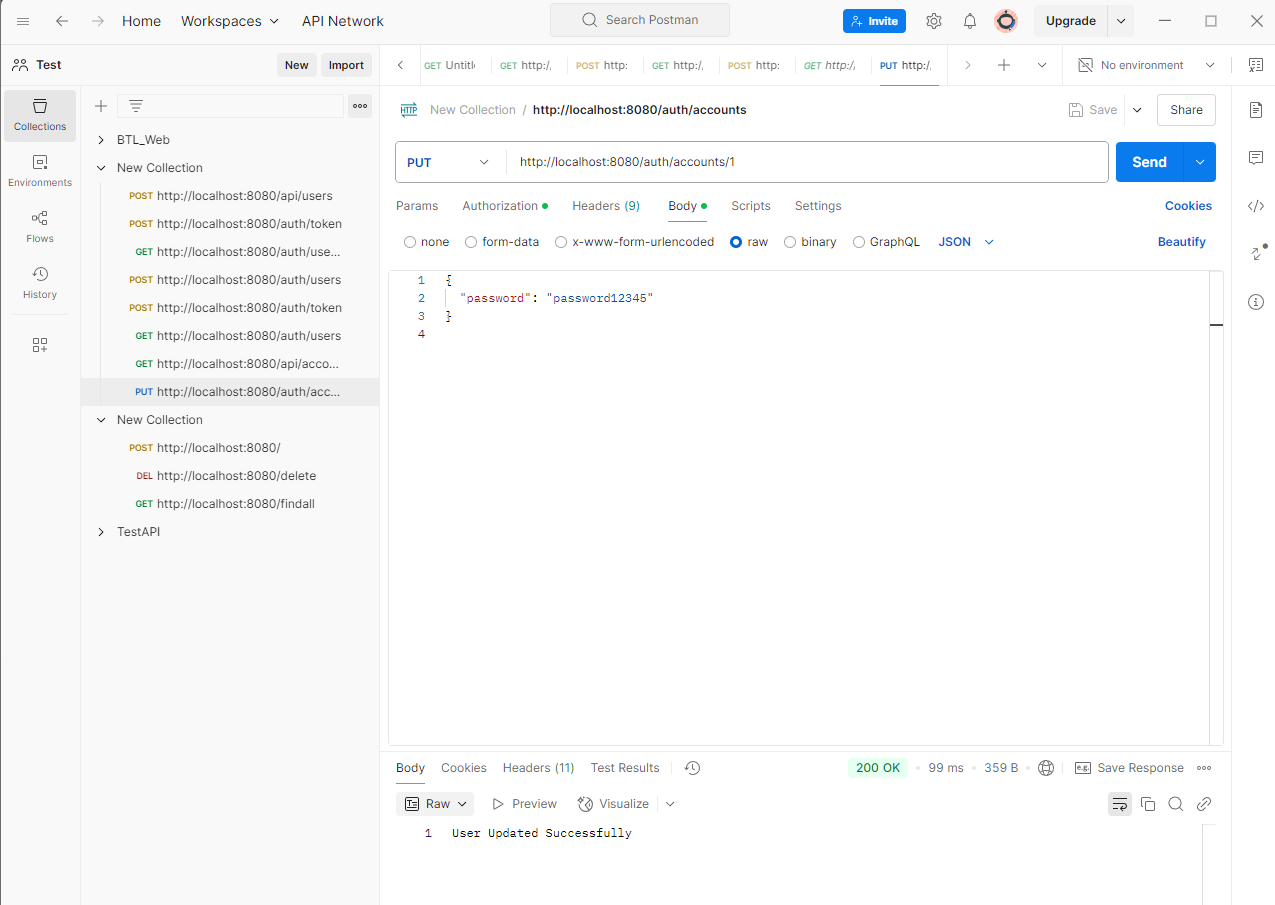 Home Workspaces API Network Search Postman Invite Upgrade
Test New Import
GET Untitl GET http:/, POST http: GET http:/, POST http: GET http:/, PUT http:/, No environment
Collections
Environments
Flows
History
BTL_Web
New Collection
POST http://localhost:8080/api/users
POST http://localhost:8080/auth/token
GET http://localhost:8080/auth/use...
POST http://localhost:8080/auth/users
POST http://localhost:8080/auth/token
GET http://localhost:8080/auth/users
GET http://localhost:8080/api/acco...
PUT http://localhost:8080/auth/acc...
New Collection
POST http://localhost:8080/
DEL http://localhost:8080/delete
GET http://localhost:8080/findall
TestAPI
HTTP New Collection / http://localhost:8080/auth/accounts Save Share
PUT http://localhost:8080/auth/accounts/1 Send
Params Authorization Headers (9) Body Scripts Settings Cookies
none form-data x-www-form-urlencoded raw binary GraphQL JSON Beautify
1 {
2 "password": "password12345"
3 }
4
Body Cookies Headers (11) Test Results 200 OK 99 ms 359 B e.g. Save Response
Raw Preview Visualize
1 User Updated Successfully